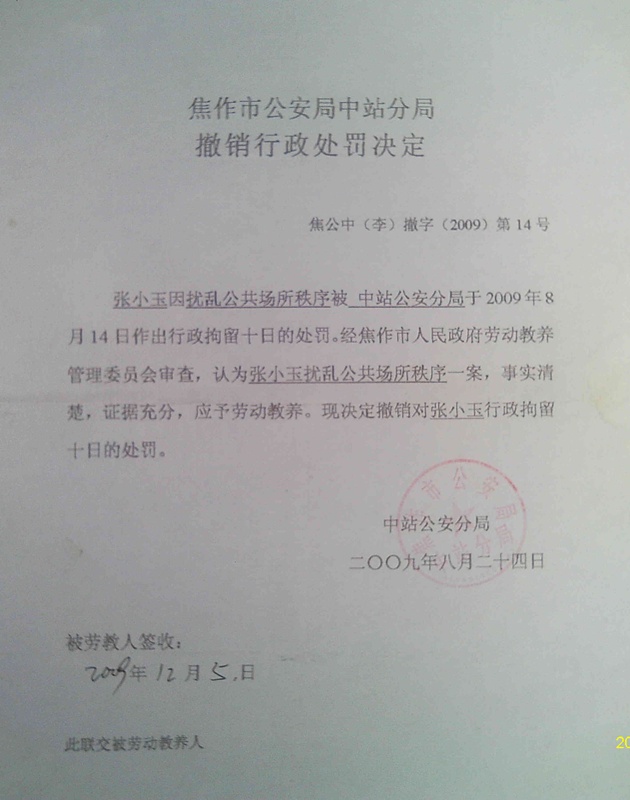 焦作市公安局中站分局
撤销行政处罚决定
焦公中（李）撤字（2009）第14号
张小玉因扰乱公共场所秩序被 中站公安分局于2009年8
月14日作出行政拘留十日的处罚。经焦作市人民政府劳动教养
管理委员会审查，认为张小玉扰乱公共场所秩序一案，事实清
楚，证据充分，应予劳动教养。现决定撤销对张小玉行政拘留
十日的处罚。
市公安局
分局
中站公安分局
二〇〇九年八月二十四日
被劳教人签收：
2009年12月5.日
此联交被劳动教养人
20